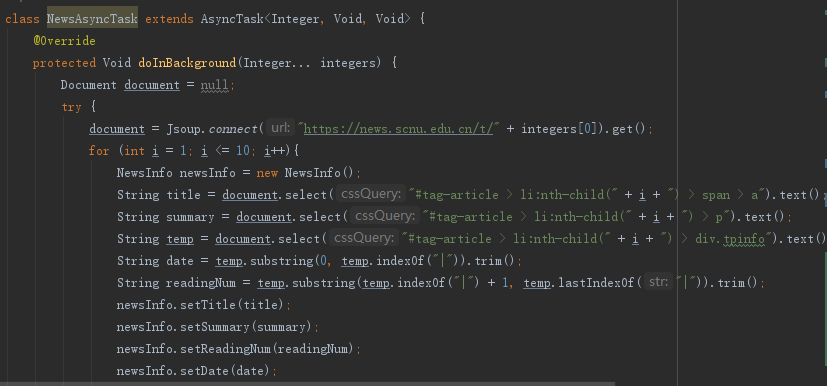 class NewsAsyncTask extends AsyncTask<Integer, Void, Void> {
@Override
protected Void doInBackground(Integer... integers) {
Document document = null;
try {
document = Jsoup.connect( url: "https://news.scnu.edu.cn/t/" + integers[0]).get();
for (int i = 1; i <= 10; i++){
NewsInfo newsInfo = new NewsInfo();
String title = document.select( cssQuery: "#tag-article > li:nth-child(" + i + ") > span > a").text();
String summary = document.select( cssQuery: "#tag-article > li:nth-child(" + i + ") > p").text();
String temp = document.select( cssQuery: "#tag-article > li:nth-child(" + i + ") > div.tpinfo").text()
String date = temp.substring(0, temp.indexOf("|")).trim();
String readingNum = temp.substring(temp.indexOf("|") + 1, temp.lastIndexOf( str: "|")).trim();
newsInfo.setTitle(title);
newsInfo.setSummary(summary);
newsInfo.setReadingNum(readingNum);
newsInfo.setDate(date);